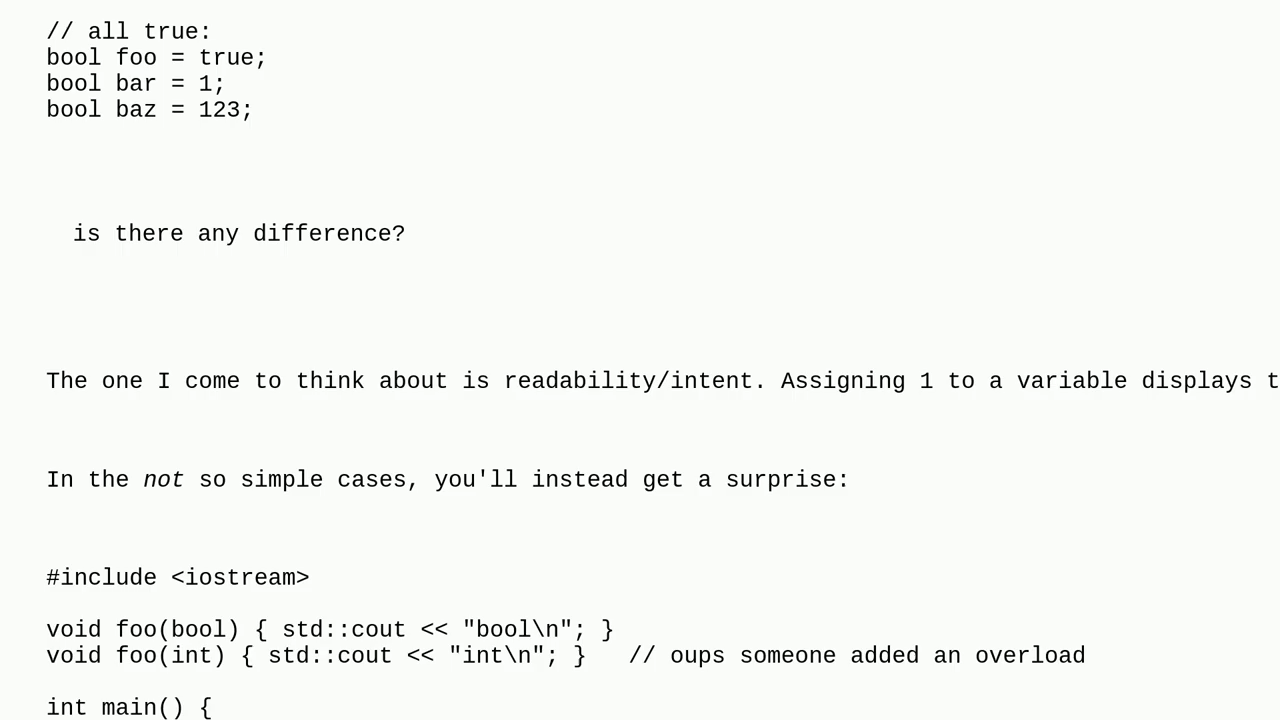 // all true:
bool foo = true;
bool bar = 1;
bool baz = 123;
is there any difference?
The one I come to think about is readability/intent. Assigning 1 to a variable displays t
In the not so simple cases, you'll instead get a surprise:
#include <iostream>
void foo(bool) { std::cout << "bool\n"; }
void foo(int) { std::cout << "int\n"; }   // oups someone added an overload
int main() {